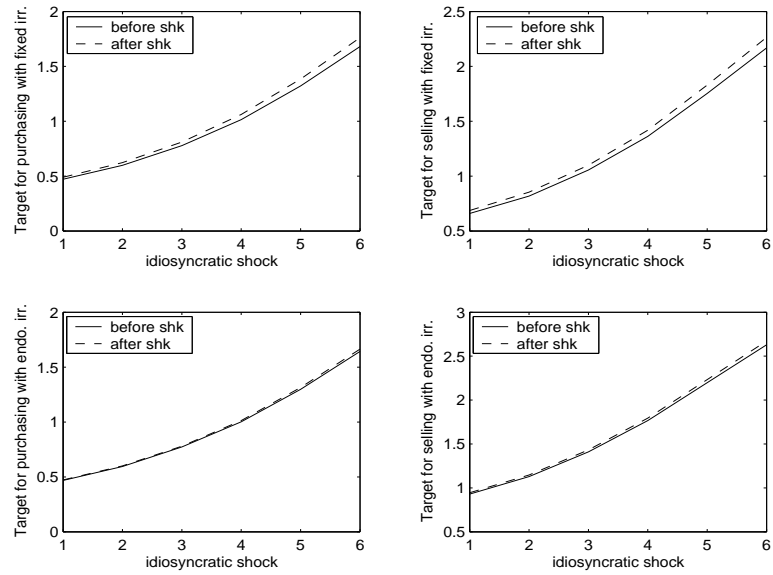 Target for purchasing with fixed irr.
2
1.5
1
0.5
0
before shk
after shk
1 2 3 4 5 6
idiosyncratic shock
Target for selling with fixed irr.
2.5
2
1.5
1
0.5
before shk
after shk
1 2 3 4 5 6
idiosyncratic shock
Target for purchasing with endo. irr.
2
1.5
1
0.5
0
before shk
after shk
1 2 3 4 5 6
idiosyncratic shock
Target for selling with endo. irr.
3
2.5
2
1.5
1
0.5
before shk
after shk
1 2 3 4 5 6
idiosyncratic shock